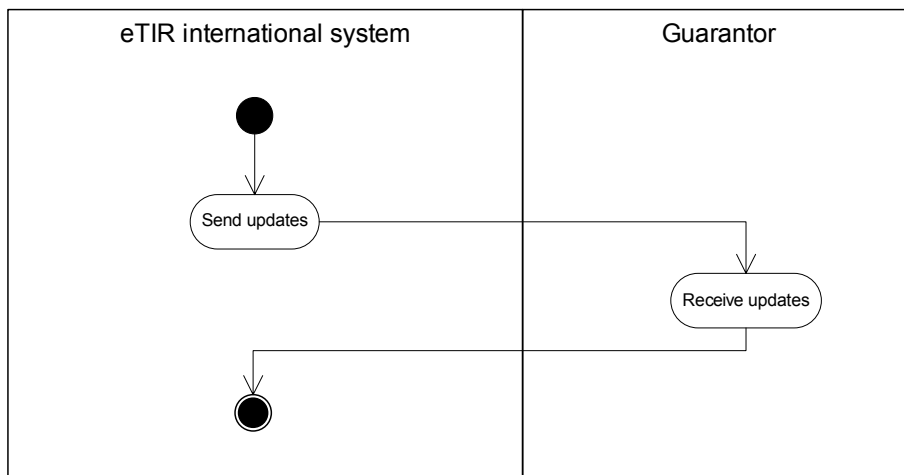 eTIR international system
Guarantor
Send updates
Receive updates